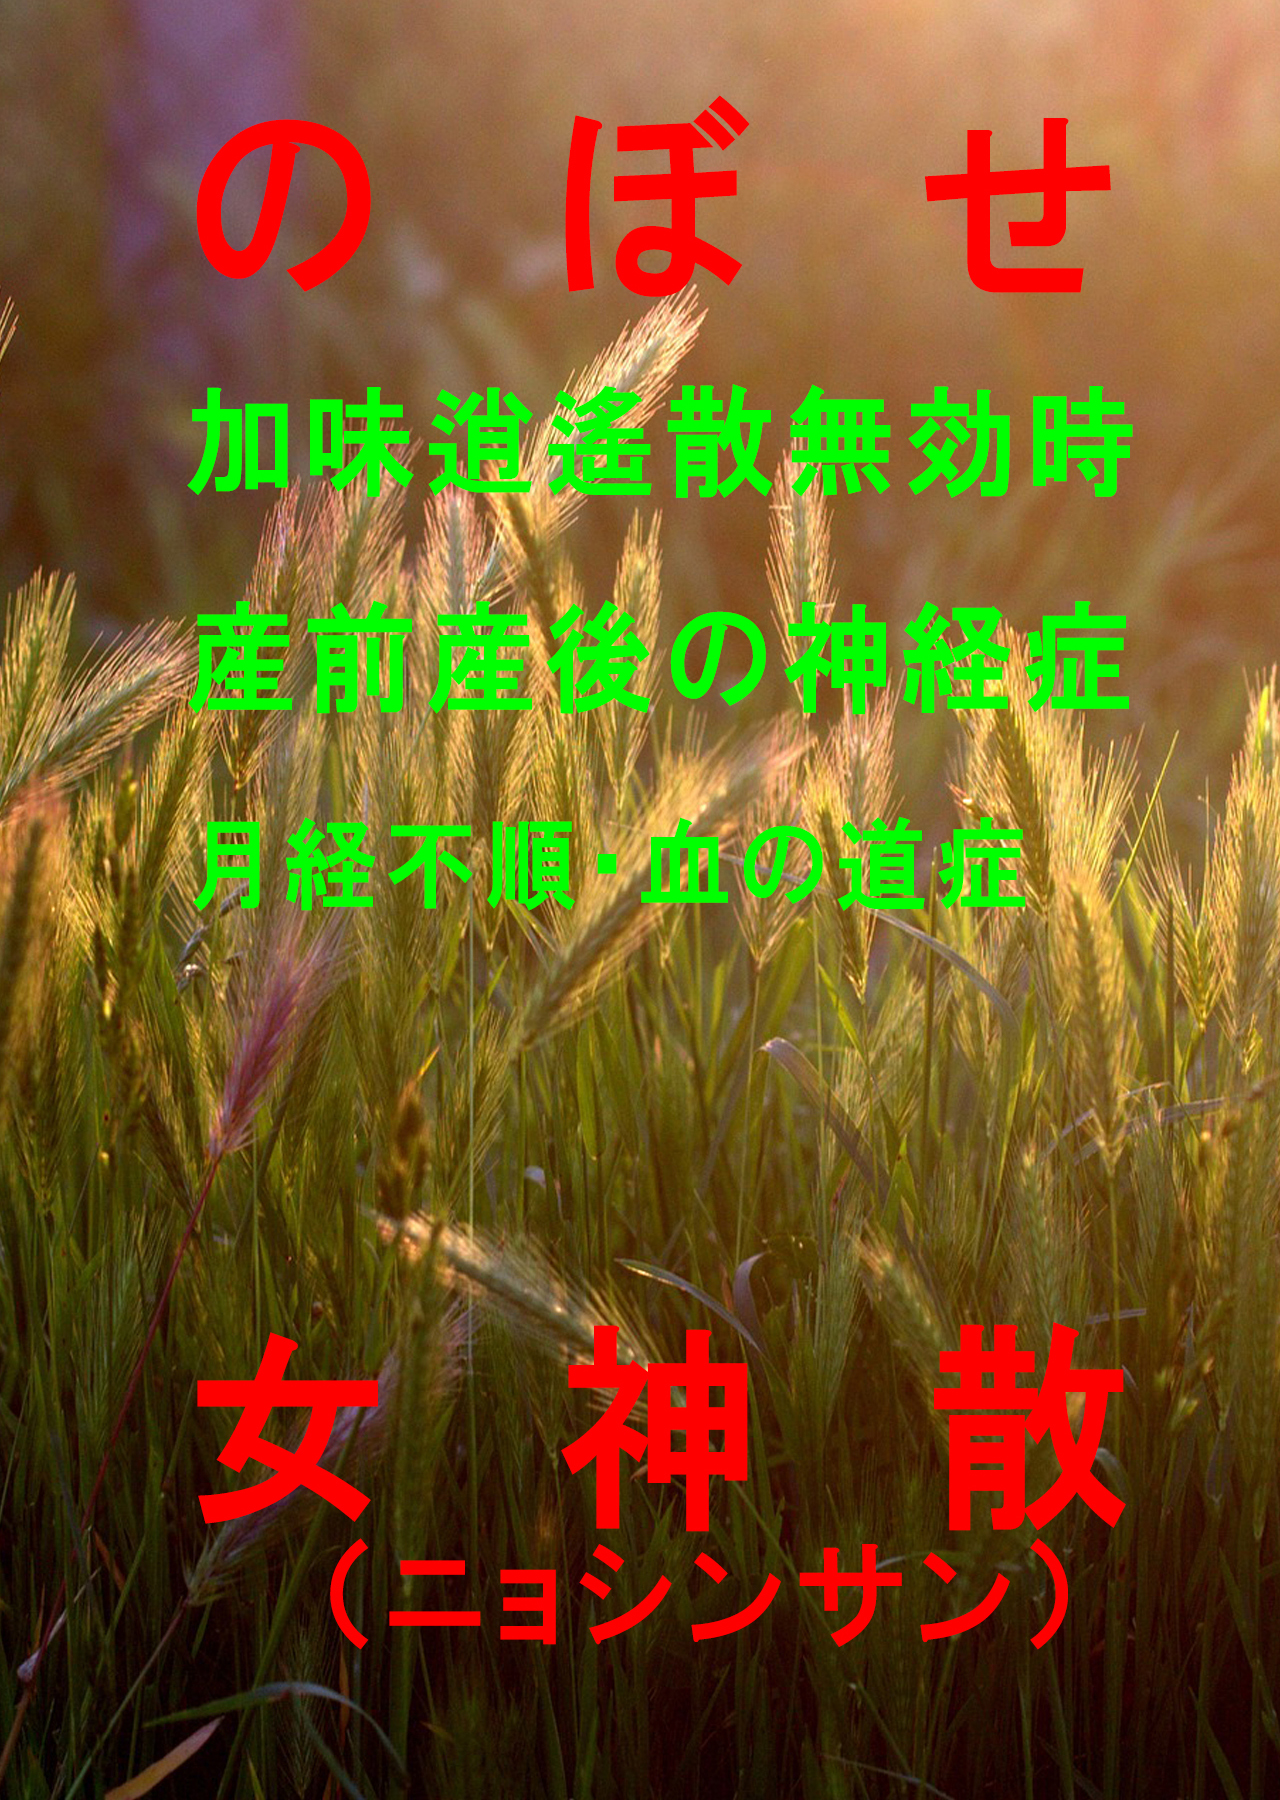 のぼせ
加味逍遙散無効時
産前産後の神経症
月経不順・血の道症
女神散
（ニョシンサン）